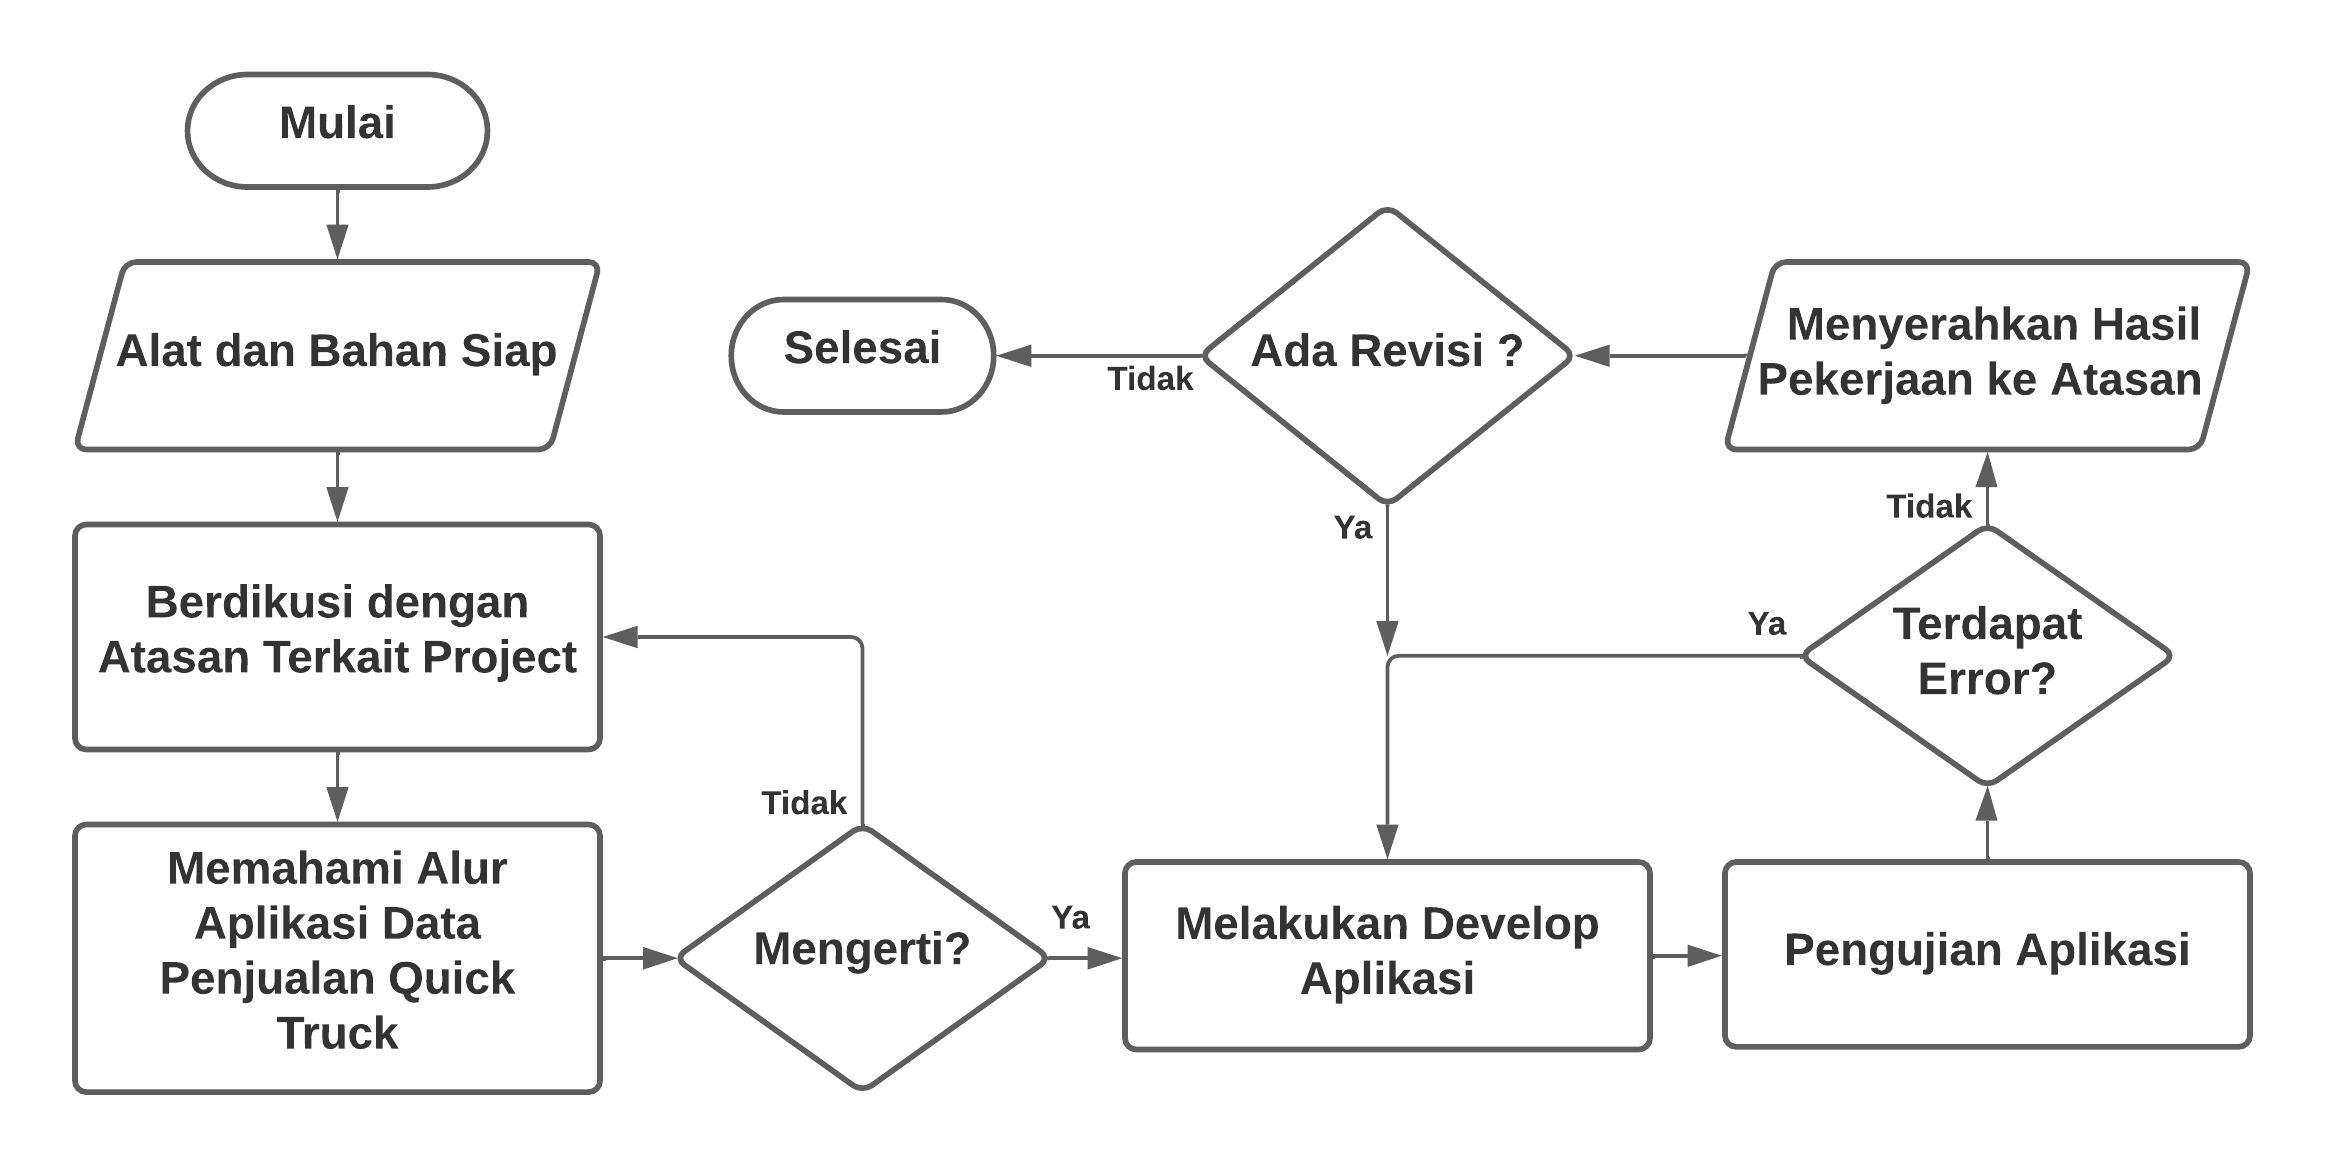 Mulai
Alat dan Bahan Siap
Berdikusi dengan
Atasan Terkait Project
Memahami Alur
Aplikasi Data
Penjualan Quick
Truck
Mengerti?
Tidak
Ya
Melakukan Develop
Aplikasi
Pengujian Aplikasi
Terdapat
Error?
Ya
Tidak
Menyerahkan Hasil
Pekerjaan ke Atasan
Ada Revisi ?
Ya
Tidak
Selesai